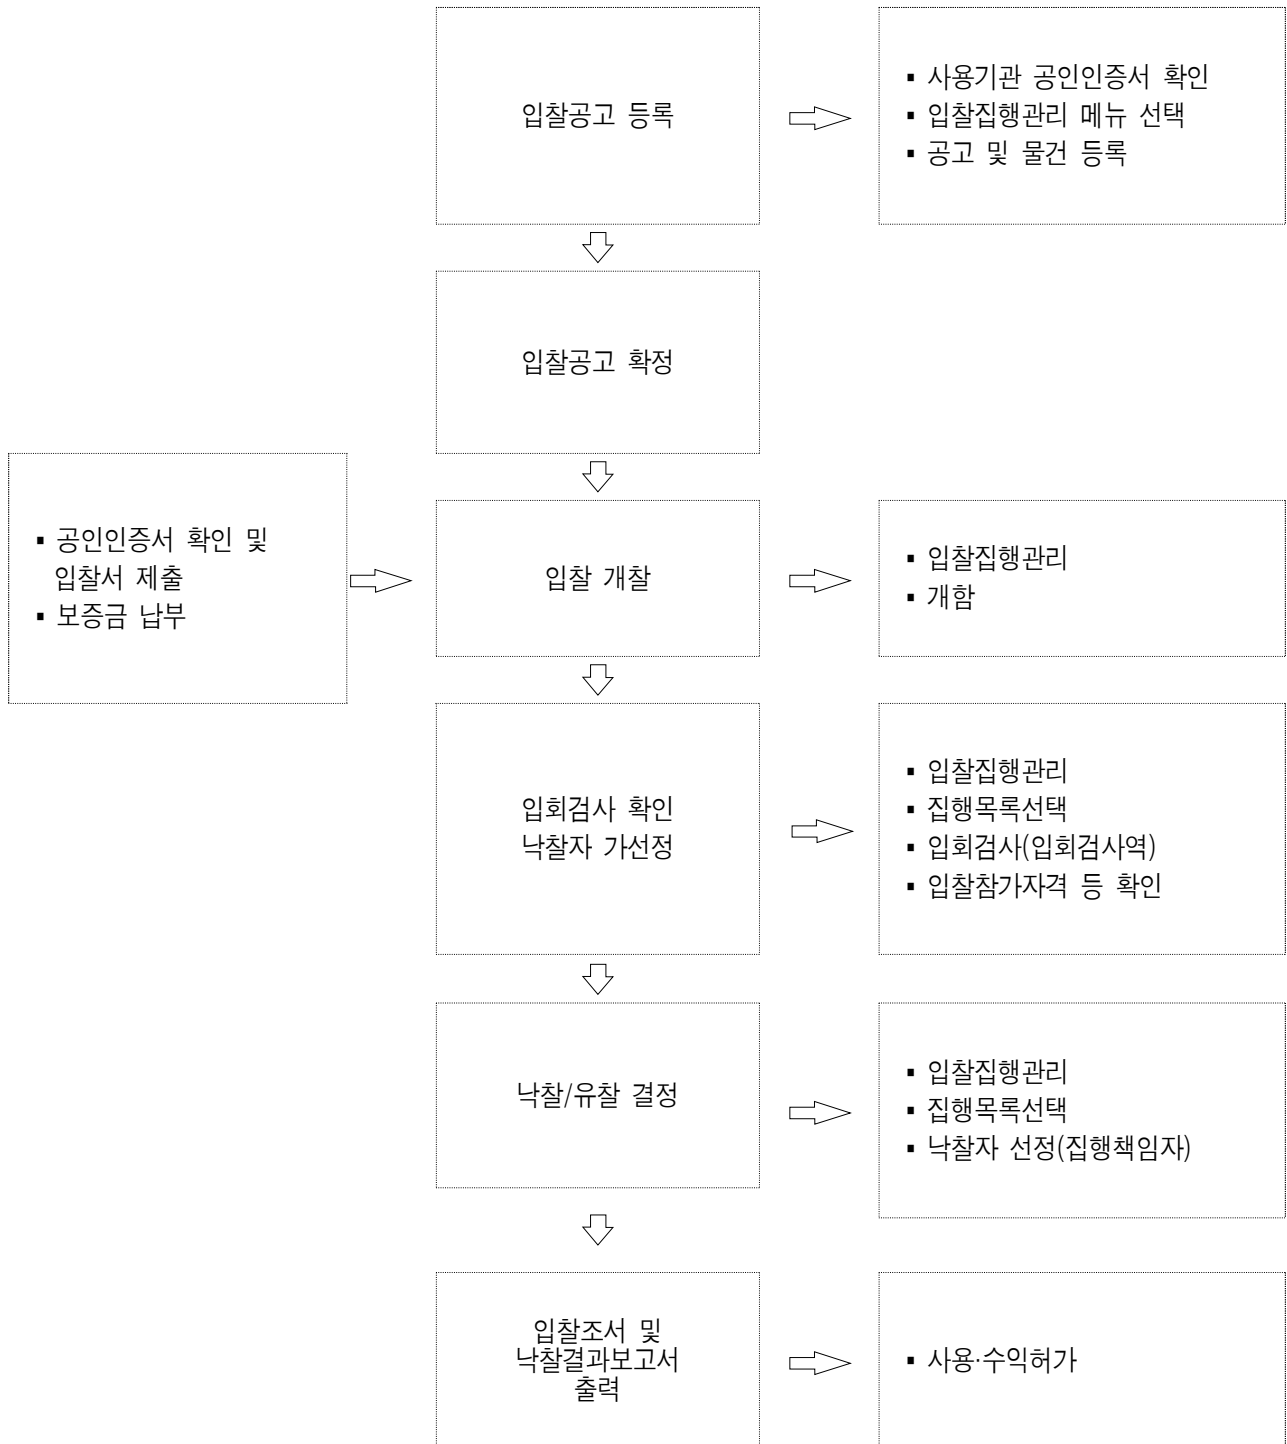 입찰공고 등록
▪ 사용기관 공인인증서 확인
▪ 입찰집행관리 메뉴 선택
▪ 공고 및 물건 등록
입찰공고 확정
▪ 공인인증서 확인 및
입찰서 제출
▪ 보증금 납부
입찰 개찰
▪ 입찰집행관리
▪ 개함
입회검사 확인
낙찰자 가선정
▪ 입찰집행관리
▪ 집행목록선택
▪ 입회검사(입회검사역)
▪ 입찰참가자격 등 확인
낙찰/유찰 결정
▪ 입찰집행관리
▪ 집행목록선택
▪ 낙찰자 선정(집행책임자)
입찰조서 및
낙찰결과보고서
출력
▪ 사용·수익허가